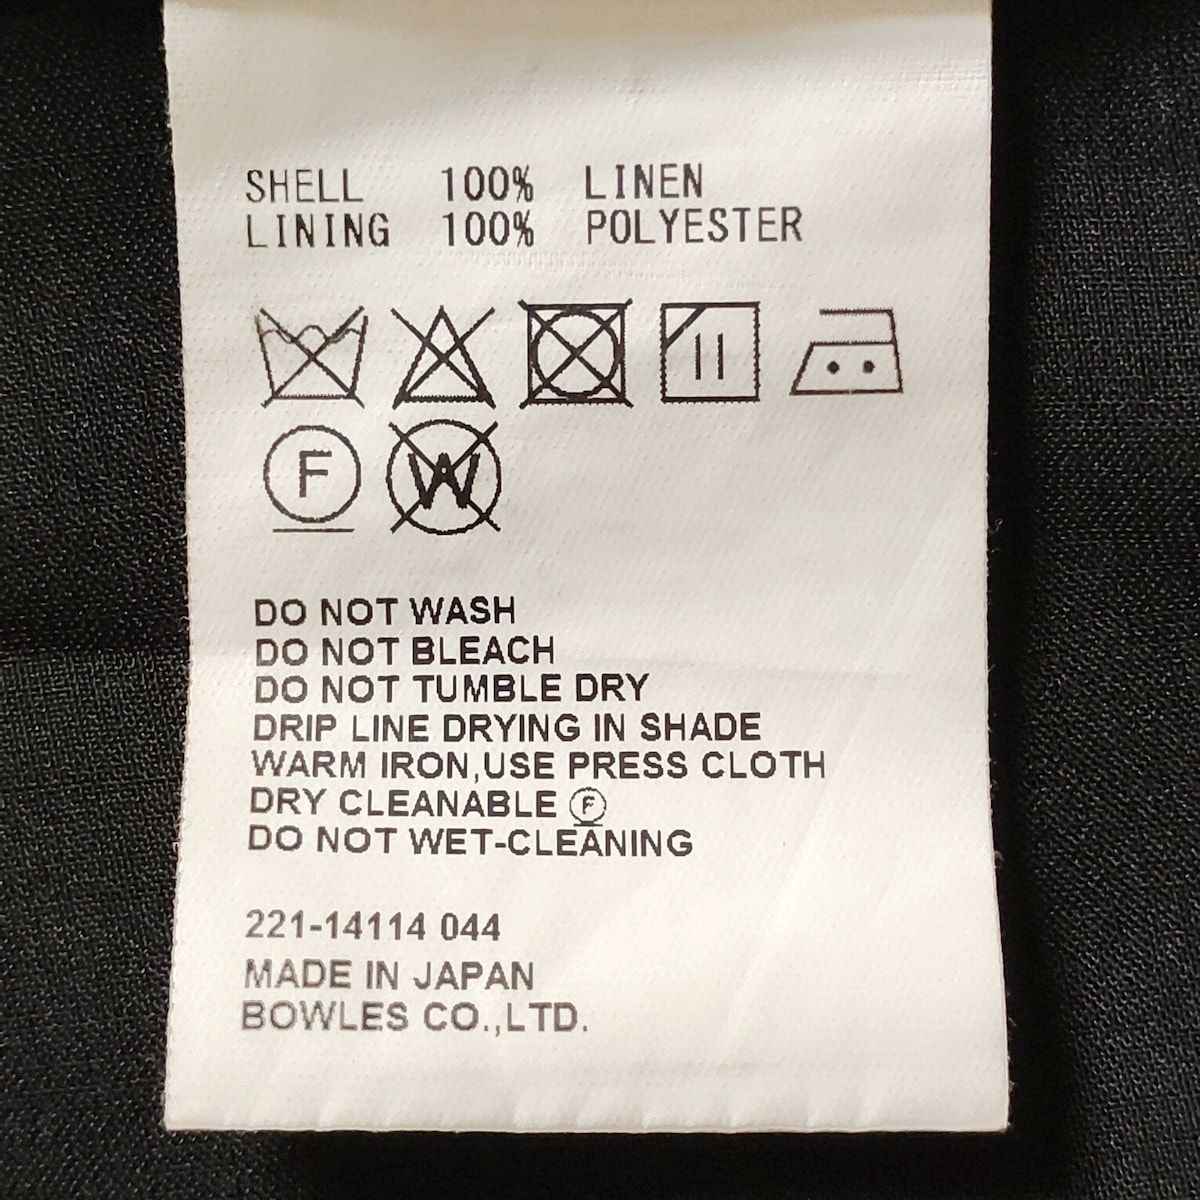 SHELL 100% LINEN
LINING 100% POLYESTER
F W
DO NOT WASH
DO NOT BLEACH
DO NOT TUMBLE DRY
DRIP LINE DRYING IN SHADE
WARM IRON,USE PRESS CLOTH
DRY CLEANABLE Ⓕ
DO NOT WET-CLEANING
221-14114 044
MADE IN JAPAN
BOWLES CO.,LTD.